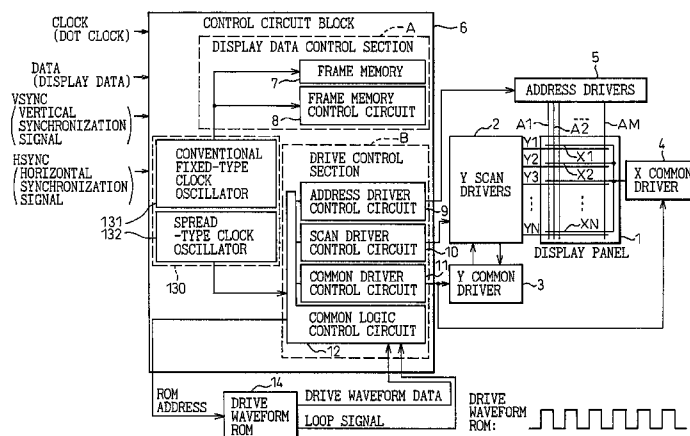 CLOCK
(DOT CLOCK)
DATA
(DISPLAY DATA)
VSYNC
(VERTICAL
SYNCHRONIZATION
SIGNAL)
HSYNC
(HORIZONTAL
SYNCHRONIZATION
SIGNAL)
CONTROL CIRCUIT BLOCK
6
A
DISPLAY DATA CONTROL SECTION
FRAME MEMORY
7
FRAME MEMORY
CONTROL CIRCUIT
8
B
CONVENTIONAL
FIXED-TYPE
CLOCK
OSCILLATOR
131
132
SPREAD
-TYPE CLOCK
OSCILLATOR
130
DRIVE CONTROL
SECTION
ADDRESS DRIVER
CONTROL CIRCUIT
9
SCAN DRIVER
CONTROL CIRCUIT
10
11
COMMON DRIVER
CONTROL CIRCUIT
COMMON LOGIC
CONTROL CIRCUIT
12
5
ADDRESS DRIVERS
A1
A2
AM
2
Y SCAN
DRIVERS
Y1
Y2
Y3
YN
X1
X2
XN
4
X COMMON
DRIVER
1
DISPLAY PANEL
Y COMMON
DRIVER
3
ROM
ADDRESS
14
DRIVE
WAVEFORM
ROM
DRIVE WAVEFORM DATA
LOOP SIGNAL
DRIVE
WAVEFORM
ROM: